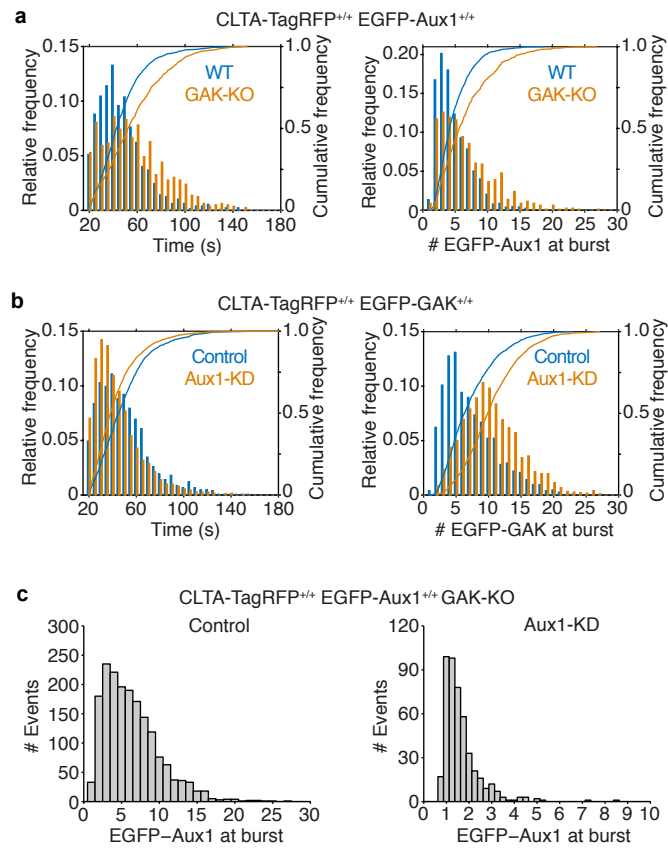 a
CLTA-TagRFP+/+ EGFP-Aux1+/+
0.15
0.10
0.05
0
Relative frequency
WT
GAK-KO
1.0
0.5
0
Cumulative frequency
20 60 100 140 180
Time (s)
0.20
0.15
0.10
0.05
0
Relative frequency
WT
GAK-KO
1.0
0.5
0
Cumulative frequency
0 5 10 15 20 25 30
# EGFP-Aux1 at burst
b
CLTA-TagRFP+/+ EGFP-GAK+/+
0.15
0.10
0.05
0
Relative frequency
Control
Aux1-KD
1.0
0.5
0
Cumulative frequency
20 60 100 140 180
Time (s)
0.15
0.10
0.05
0
Relative frequency
Control
Aux1-KD
1.0
0.5
0
Cumulative frequency
0 5 10 15 20 25 30
# EGFP-GAK at burst
c
CLTA-TagRFP+/+ EGFP-Aux1+/+ GAK-KO
Control
300
250
200
150
100
50
0
# Events
0 5 10 15 20 30
EGFP–Aux1 at burst
Aux1-KD
120
90
60
30
0
# Events
0 1 2 3 4 5 6 7 8 9 10
EGFP–Aux1 at burst